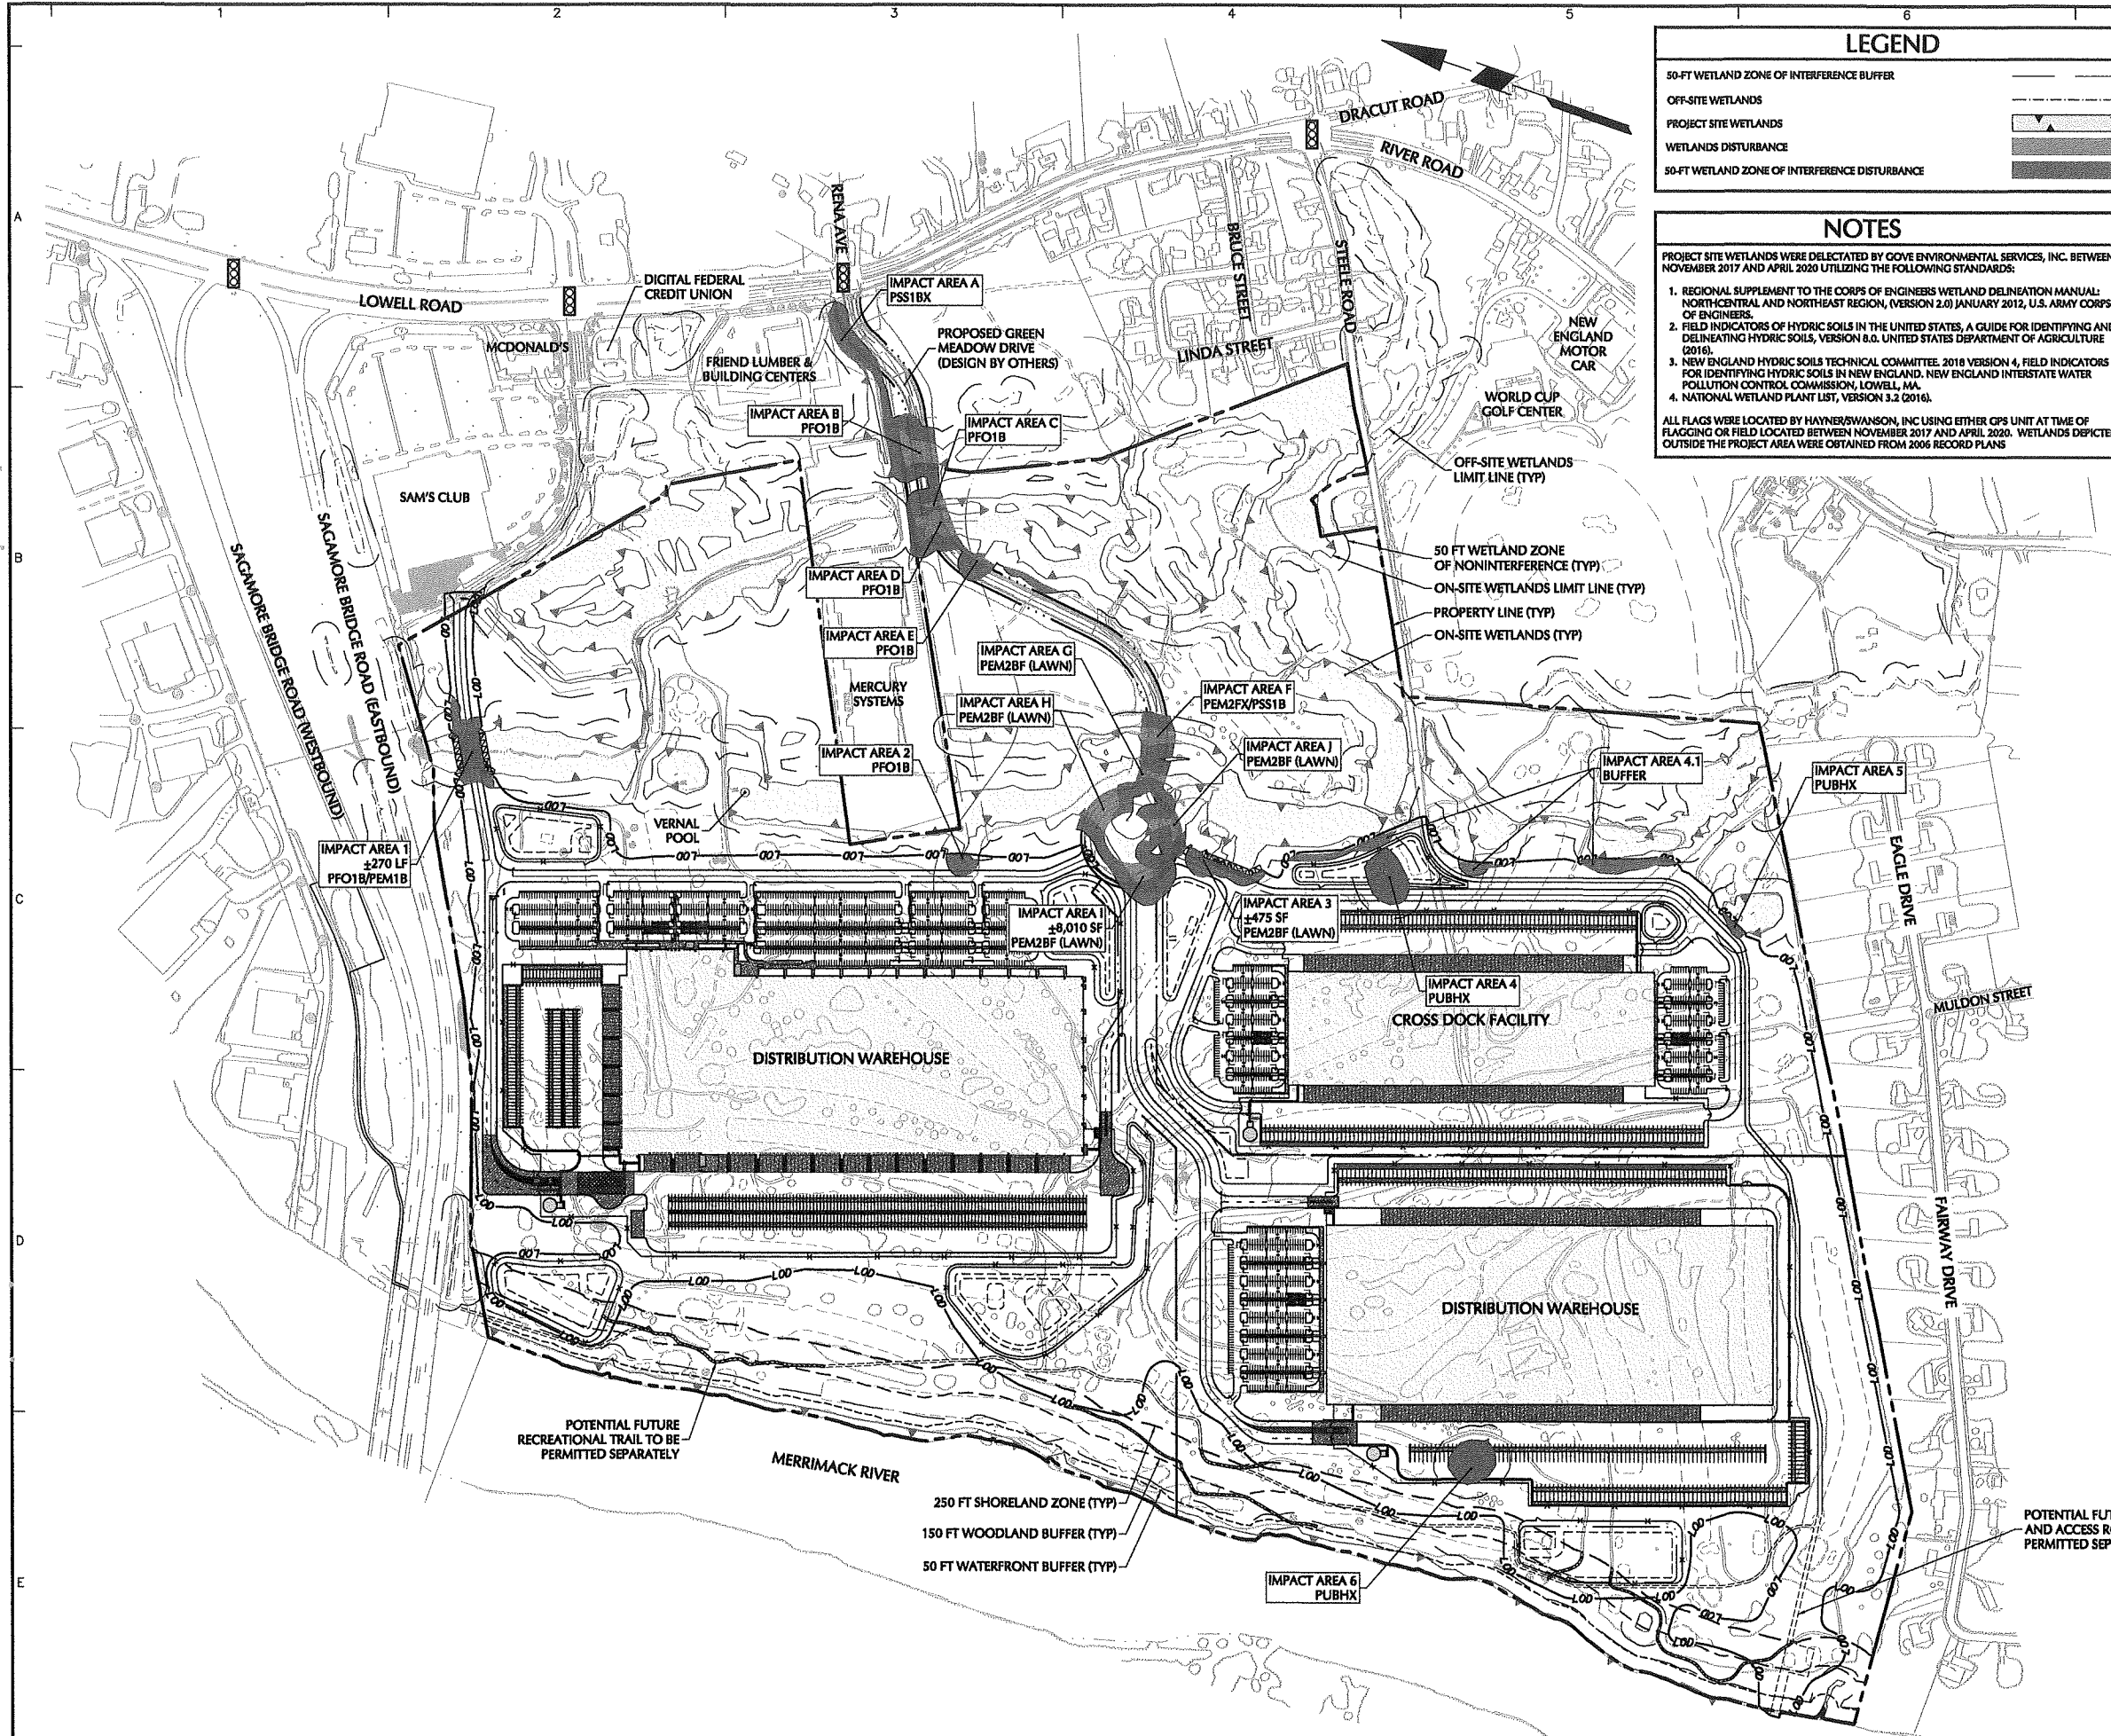 1 2 3 4 5 6
A
B
C
D
E
LEGEND
50-FT WETLAND ZONE OF INTERFERENCE BUFFER
OFF-SITE WETLANDS
PROJECT SITE WETLANDS
WETLANDS DISTURBANCE
50-FT WETLAND ZONE OF INTERFERENCE DISTURBANCE
NOTES
PROJECT SITE WETLANDS WERE DELECTATED BY GOVE ENVIRONMENTAL SERVICES, INC. BETWEEN
NOVEMBER 2017 AND APRIL 2020 UTILIZING THE FOLLOWING STANDARDS:
1. REGIONAL SUPPLEMENT TO THE CORPS OF ENGINEERS WETLAND DELINEATION MANUAL:
NORTHCENTRAL AND NORTHEAST REGION, (VERSION 2.0) JANUARY 2012, U.S. ARMY CORPS
OF ENGINEERS.
2. FIELD INDICATORS OF HYDRIC SOILS IN THE UNITED STATES, A GUIDE FOR IDENTIFYING AND
DELINEATING HYDRIC SOILS, VERSION 8.0. UNITED STATES DEPARTMENT OF AGRICULTURE
(2016).
3. NEW ENGLAND HYDRIC SOILS TECHNICAL COMMITTEE. 2018 VERSION 4, FIELD INDICATORS
FOR IDENTIFYING HYDRIC SOILS IN NEW ENGLAND. NEW ENGLAND INTERSTATE WATER
POLLUTION CONTROL COMMISSION, LOWELL, MA.
4. NATIONAL WETLAND PLANT LIST, VERSION 3.2 (2016).
ALL FLAGS WERE LOCATED BY HAYNER/SWANSON, INC USING EITHER GPS UNIT AT TIME OF
FLAGGING OR FIELD LOCATED BETWEEN NOVEMBER 2017 AND APRIL 2020. WETLANDS DEPICTE
OUTSIDE THE PROJECT AREA WERE OBTAINED FROM 2006 RECORD PLANS
DRACUT ROAD
RIVER ROAD
RENA AVE
BRUCE STREET
STEELE ROAD
LINDA STREET
LOWELL ROAD
DIGITAL FEDERAL
CREDIT UNION
MCDONALD'S
FRIEND LUMBER &
BUILDING CENTERS
IMPACT AREA A
PSS1BX
PROPOSED GREEN
MEADOW DRIVE
(DESIGN BY OTHERS)
NEW
ENGLAND
MOTOR
CAR
WORLD CUP
GOLF CENTER
IMPACT AREA B
PFO1B
IMPACT AREA C
PFO1B
OFF-SITE WETLANDS
LIMIT LINE (TYP)
SAM'S CLUB
SAGAMORE BRIDGE ROAD (WESTBOUND)
SAGAMORE BRIDGE ROAD (EASTBOUND)
50 FT WETLAND ZONE
OF NONINTERFERENCE (TYP)
ON-SITE WETLANDS LIMIT LINE (TYP)
PROPERTY LINE (TYP)
ON-SITE WETLANDS (TYP)
IMPACT AREA D
PFO1B
IMPACT AREA E
PFO1B
IMPACT AREA G
PEM2BF (LAWN)
MERCURY
SYSTEMS
IMPACT AREA H
PEM2BF (LAWN)
IMPACT AREA F
PEM2FX/PSS1B
IMPACT AREA 2
PFO1B
IMPACT AREA J
PEM2BF (LAWN)
IMPACT AREA 4.1
BUFFER
IMPACT AREA 5
PUBHX
VERNAL
POOL
IMPACT AREA 1
±270 LF
PFO1B/PEM1B
EAGLE DRIVE
IMPACT AREA I
±8,010 SF
PEM2BF (LAWN)
IMPACT AREA 3
±475 SF
PEM2BF (LAWN)
IMPACT AREA 4
PUBHX
MULDON STREET
CROSS DOCK FACILITY
DISTRIBUTION WAREHOUSE
FAIRWAY DRIVE
DISTRIBUTION WAREHOUSE
LOD
POTENTIAL FUTURE
RECREATIONAL TRAIL TO BE
PERMITTED SEPARATELY
MERRIMACK RIVER
250 FT SHORELAND ZONE (TYP)
150 FT WOODLAND BUFFER (TYP)
50 FT WATERFRONT BUFFER (TYP)
IMPACT AREA 6
PUBHX
POTENTIAL FUT
AND ACCESS R
PERMITTED SEP